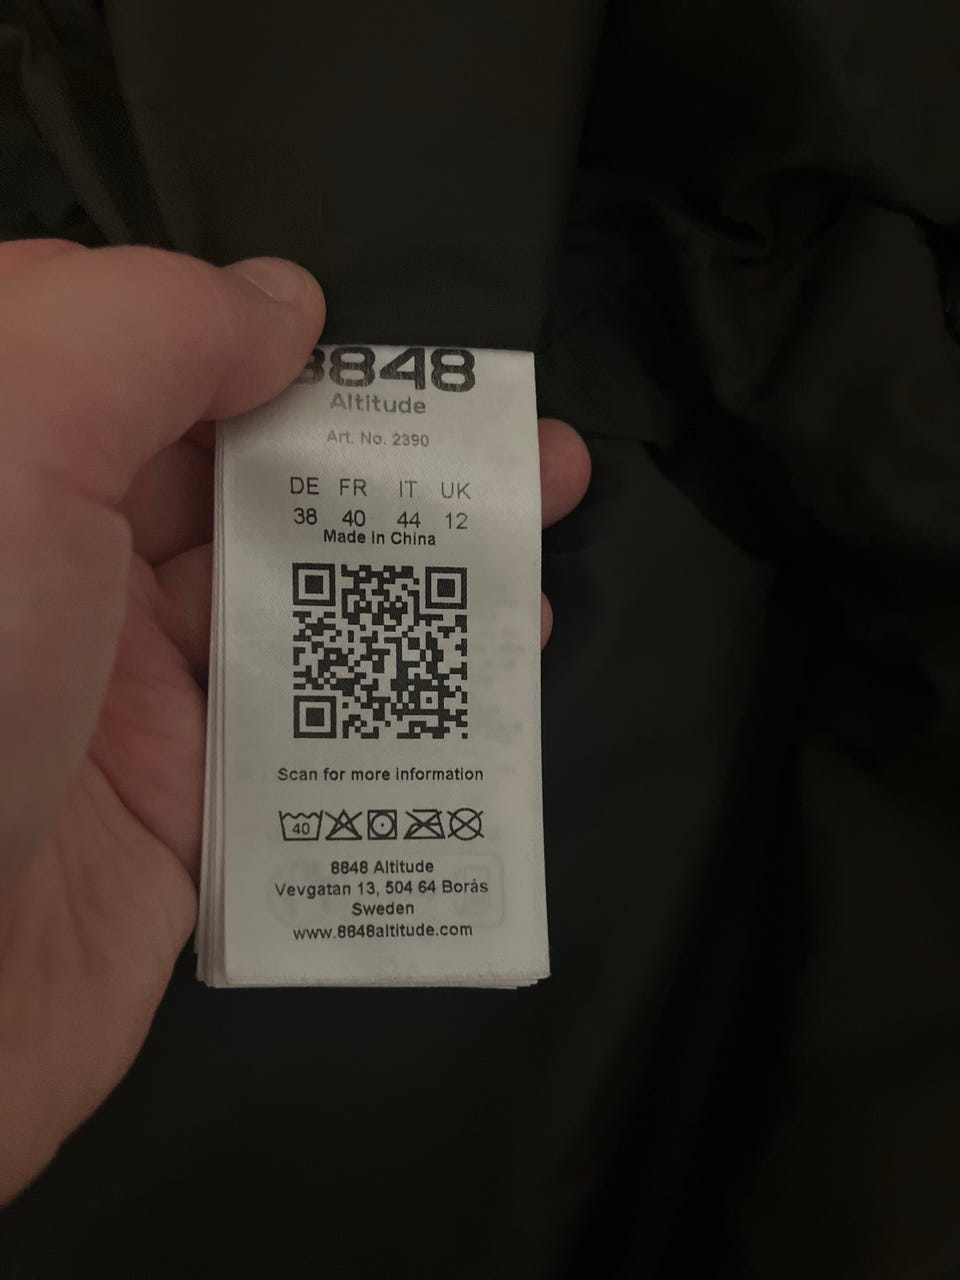 8848
Altitude
Art. No. 2390
DE FR IT UK
38 40 44 12
Made in China
Scan for more information
40
8848 Altitude
Vevgatan 13, 504 64 Borås
Sweden
www.8848altitude.com